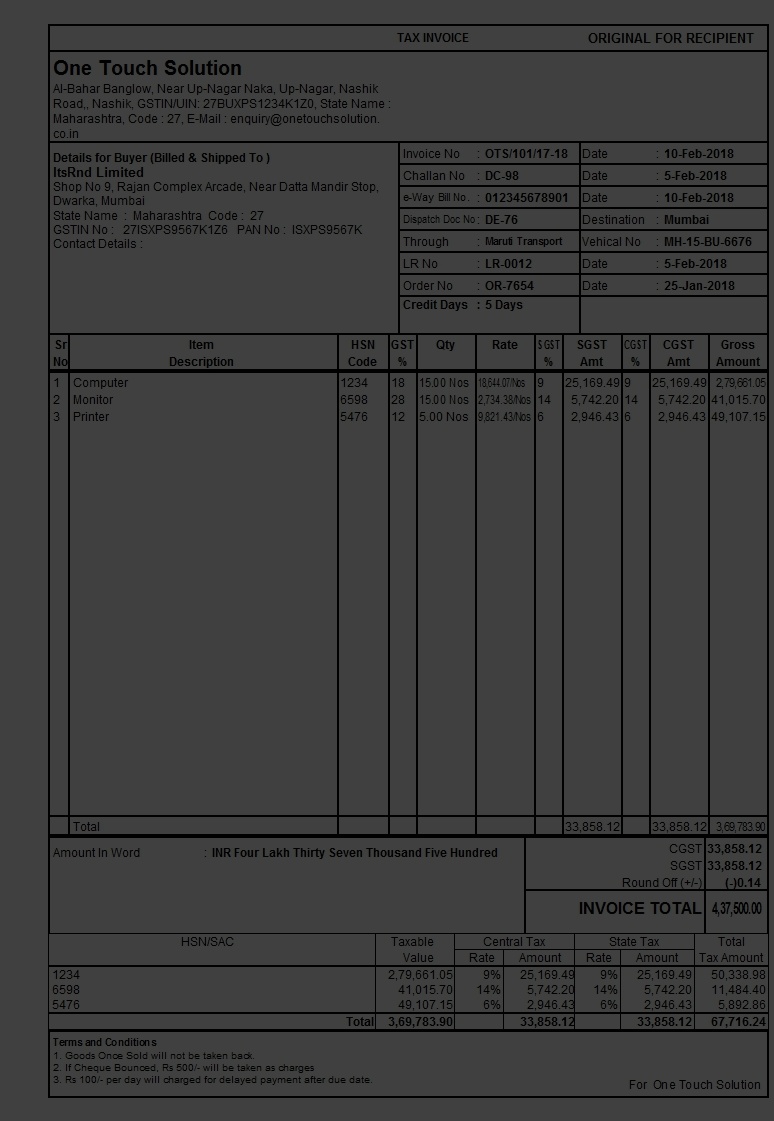 TAX INVOICE ORIGINAL FOR RECIPIENT
One Touch Solution
Al-Bahar Banglow, Near Up-Nagar Naka, Up-Nagar, Nashik
Road,, Nashik, GSTIN/UIN: 27BUXPS1234K1Z0, State Name :
Maharashtra, Code : 27, E-Mail : enquiry@onetouchsolution.
co.in
Details for Buyer (Billed & Shipped To )
ItsRnd Limited
Shop No 9, Rajan Complex Arcade, Near Datta Mandir Stop,
Dwarka, Mumbai
State Name : Maharashtra Code : 27
GSTIN No : 27ISXPS9567K1Z6 PAN No : ISXPS9567K
Contact Details :
Invoice No : OTS/101/17-18 Date : 10-Feb-2018
Challan No : DC-98 Date : 5-Feb-2018
e-Way Bill No. : 012345678901 Date : 10-Feb-2018
Dispatch Doc No : DE-76 Destination : Mumbai
Through : Maruti Transport Vehical No : MH-15-BU-6676
LR No : LR-0012 Date : 5-Feb-2018
Order No : OR-7654 Date : 25-Jan-2018
Credit Days : 5 Days
Sr Item HSN GST Qty Rate SGST SGST CGST CGST Gross
No Description Code % % Amt % Amt Amount
1 Computer 1234 18 15.00 Nos 18,644.07/Nos 9 25,169.49 9 25,169.49 2,79,661.05
2 Monitor 6598 28 15.00 Nos 2,734.38/Nos 14 5,742.20 14 5,742.20 41,015.70
3 Printer 5476 12 5.00 Nos 9,821.43/Nos 6 2,946.43 6 2,946.43 49,107.15
Total 33,858.12 33,858.12 3,69,783.90
Amount In Word : INR Four Lakh Thirty Seven Thousand Five Hundred
CGST 33,858.12
SGST 33,858.12
Round Off (+/-) (-)0.14
INVOICE TOTAL 4,37,500.00
HSN/SAC Taxable Central Tax State Tax Total
Value Rate Amount Rate Amount Tax Amount
1234 2,79,661.05 9% 25,169.49 9% 25,169.49 50,338.98
6598 41,015.70 14% 5,742.20 14% 5,742.20 11,484.40
5476 49,107.15 6% 2,946.43 6% 2,946.43 5,892.86
Total 3,69,783.90 33,858.12 33,858.12 67,716.24
Terms and Conditions
1. Goods Once Sold will not be taken back.
2. If Cheque Bounced, Rs 500/- will be taken as charges
3. Rs 100/- per day will charged for delayed payment after due date.
For One Touch Solution